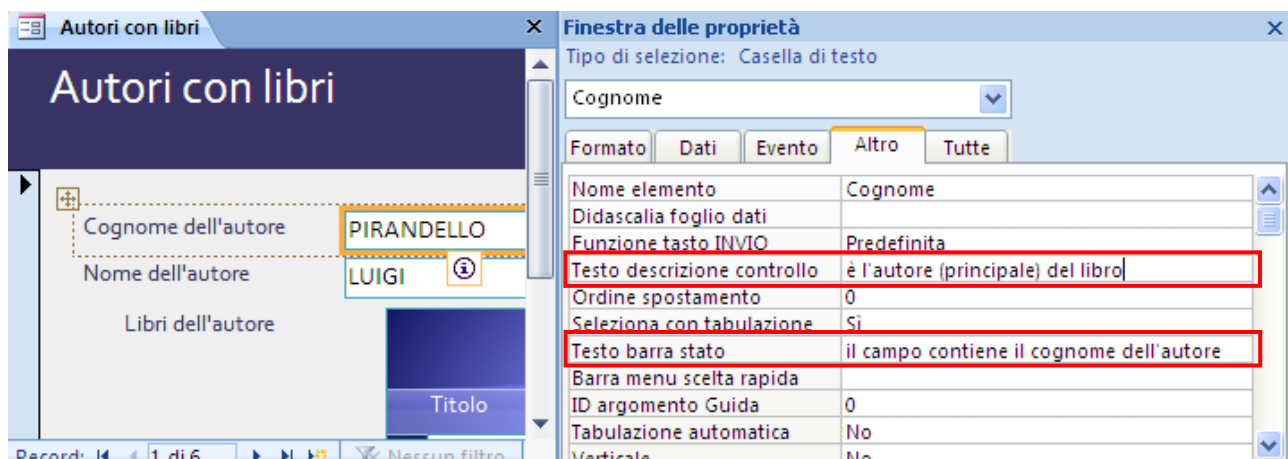 Autori con libri
Autori con libri
Cognome dell'autore PIRANDELLO
Nome dell'autore LUIGI
Libri dell'autore
Titolo
Record: 1 di 6 Nessun filtro
Finestra delle proprietà
Tipo di selezione: Casella di testo
Cognome
Formato Dati Evento Altro Tutte
Nome elemento Cognome
Didascalia foglio dati
Funzione tasto INVIO Predefinita
Testo descrizione controllo è l'autore (principale) del libro
Ordine spostamento 0
Seleziona con tabulazione Sì
Testo barra stato il campo contiene il cognome dell'autore
Barra menu scelta rapida
ID argomento Guida 0
Tabulazione automatica No
Verticale No